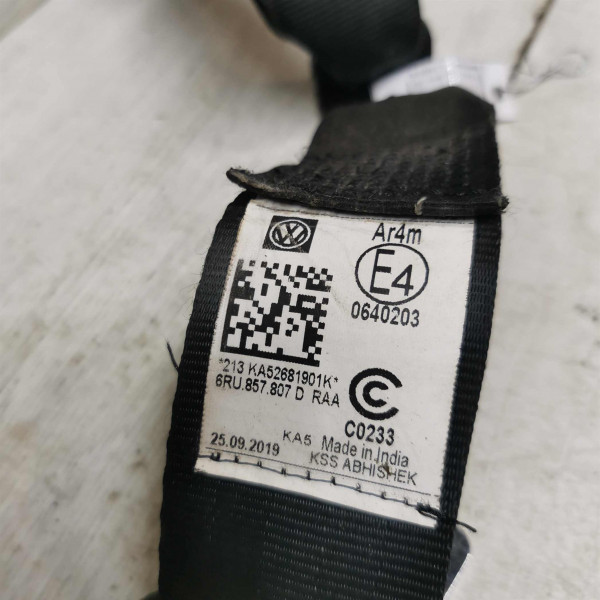 Ar4m
E4
0640203
*213 KA52681901K*
6RU.857.807 D RAA
C0233
25.09.2019 KA5 Made in India
KSS ABHISHEK